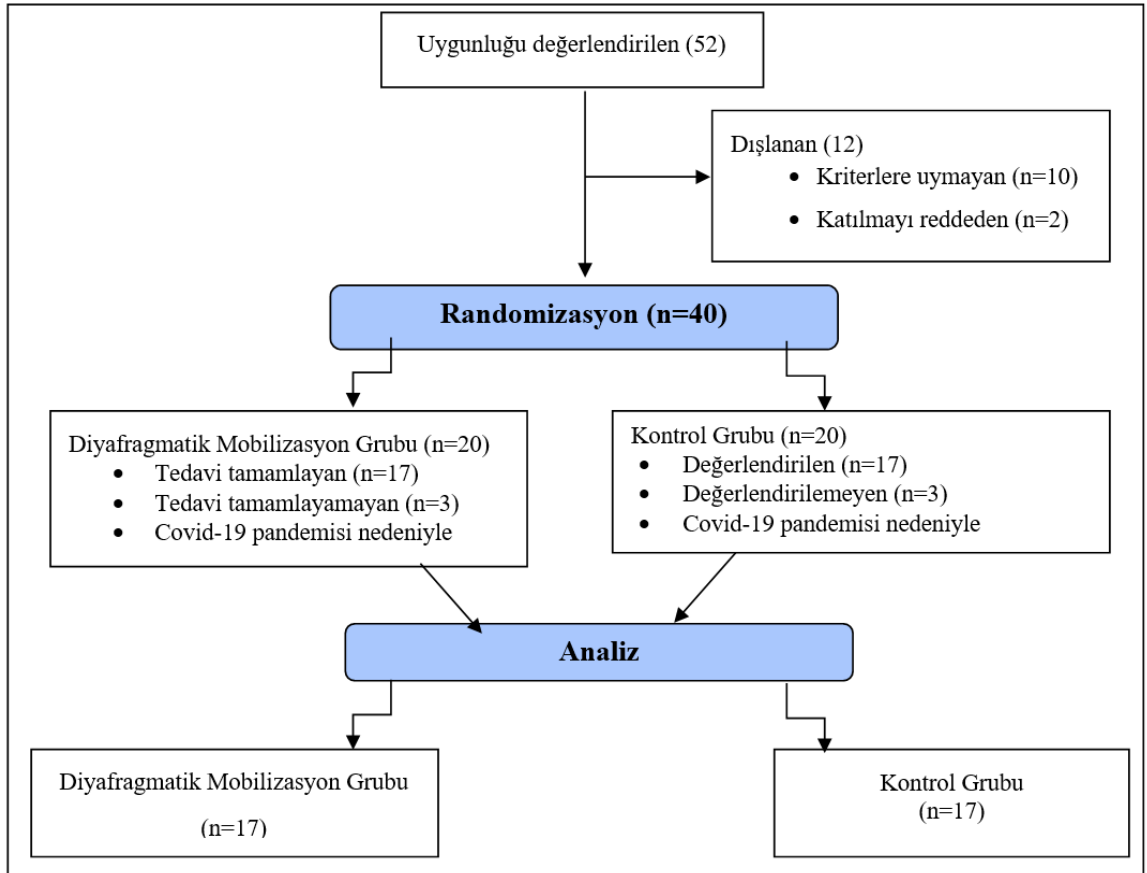 Uygunluğu değerlendirilen (52)
Dışlanan (12)
• Kriterlere uymayan (n=10)
• Katılmayı reddeden (n=2)
Randomizasyon (n=40)
Diyafragmatik Mobilizasyon Grubu (n=20)
• Tedavi tamamlayan (n=17)
• Tedavi tamamlayamayan (n=3)
• Covid-19 pandemisi nedeniyle
Kontrol Grubu (n=20)
• Değerlendirilen (n=17)
• Değerlendirilemeyen (n=3)
• Covid-19 pandemisi nedeniyle
Analiz
Diyafragmatik Mobilizasyon Grubu
(n=17)
Kontrol Grubu
(n=17)